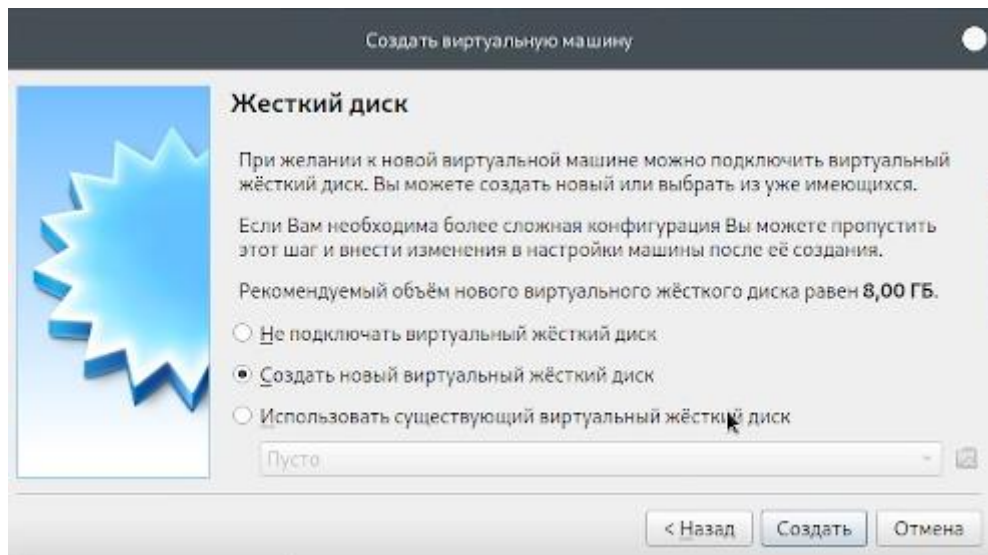 Создать виртуальную машину
Жесткий диск
При желании к новой виртуальной машине можно подключить виртуальный
жёсткий диск. Вы можете создать новый или выбрать из уже имеющихся.
Если Вам необходима более сложная конфигурация Вы можете пропустить
этот шаг и внести изменения в настройки машины после её создания.
Рекомендуемый объём нового виртуального жёсткого диска равен 8,00 ГБ.
Не подключать виртуальный жёсткий диск
Создать новый виртуальный жёсткий диск
Использовать существующий виртуальный жёсткий диск
Пусто
< Назад Создать Отмена